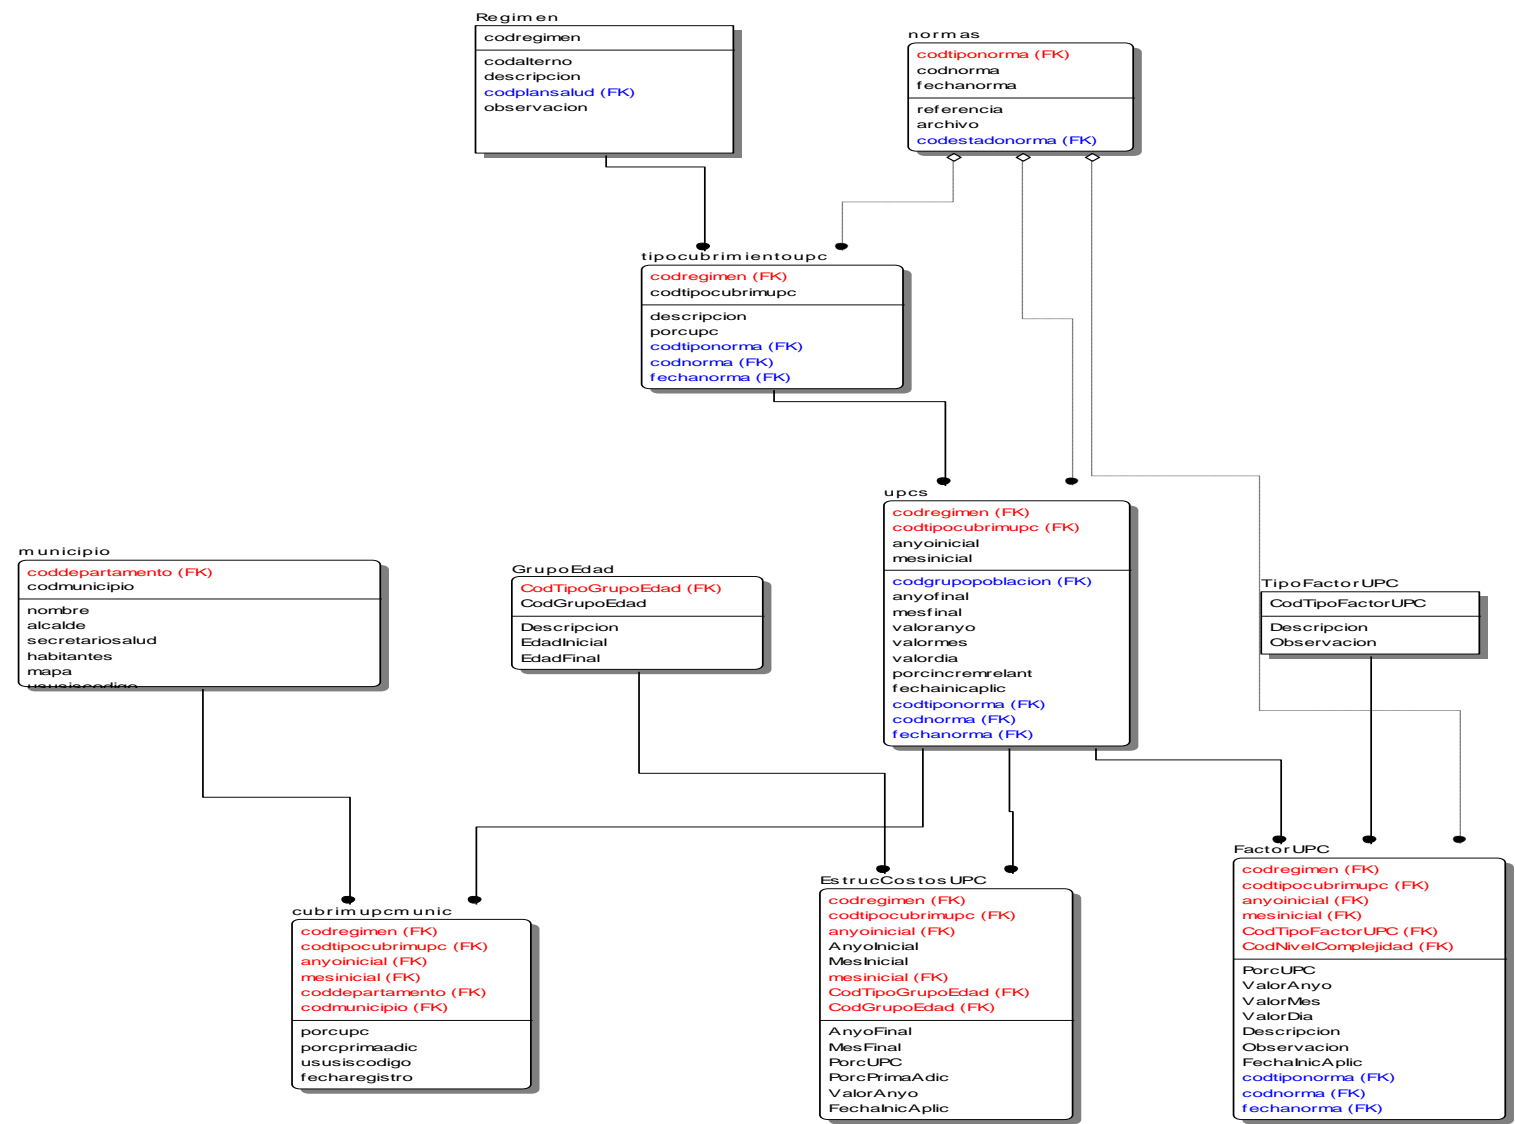 Regimen
codregimen
codalterno
descripcion
codplansalud (FK)
observacion
normas
codtiponorma (FK)
codnorma
fechanorma
referencia
archivo
codestadonorma (FK)
tipocubrimientoupc
codregimen (FK)
codtipocubrimupc
descripcion
porcupc
codtiponorma (FK)
codnorma (FK)
fechanorma (FK)
upcs
codregimen (FK)
codtipocubrimupc (FK)
anyoinicial
mesinicial
codgrupopoblacion (FK)
anyofinal
mesfinal
valoranyo
valormes
valordia
porcincremrelant
fechainicaplic
codtiponorma (FK)
codnorma (FK)
fechanorma (FK)
municipio
coddepartamento (FK)
codmunicipio
nombre
alcalde
secretariosalud
habitantes
mapa
ususiscodigo
GrupoEdad
CodTipoGrupoEdad (FK)
CodGrupoEdad
Descripcion
EdadInicial
EdadFinal
TipoFactorUPC
CodTipoFactorUPC
Descripcion
Observacion
cubrimupcmunic
codregimen (FK)
codtipocubrimupc (FK)
anyoinicial (FK)
mesinicial (FK)
coddepartamento (FK)
codmunicipio (FK)
porcupc
porcprimaadic
ususiscodigo
fecharegistro
EstrucCostosUPC
codregimen (FK)
codtipocubrimupc (FK)
anyoinicial (FK)
AnyoInicial
MesInicial
mesinicial (FK)
CodTipoGrupoEdad (FK)
CodGrupoEdad (FK)
AnyoFinal
MesFinal
PorcUPC
PorcPrimaAdic
ValorAnyo
FechaInicAplic
FactorUPC
codregimen (FK)
codtipocubrimupc (FK)
anyoinicial (FK)
mesinicial (FK)
CodTipoFactorUPC (FK)
CodNivelComplejidad (FK)
PorcUPC
ValorAnyo
ValorMes
ValorDia
Descripcion
Observacion
FechaInicAplic
codtiponorma (FK)
codnorma (FK)
fechanorma (FK)